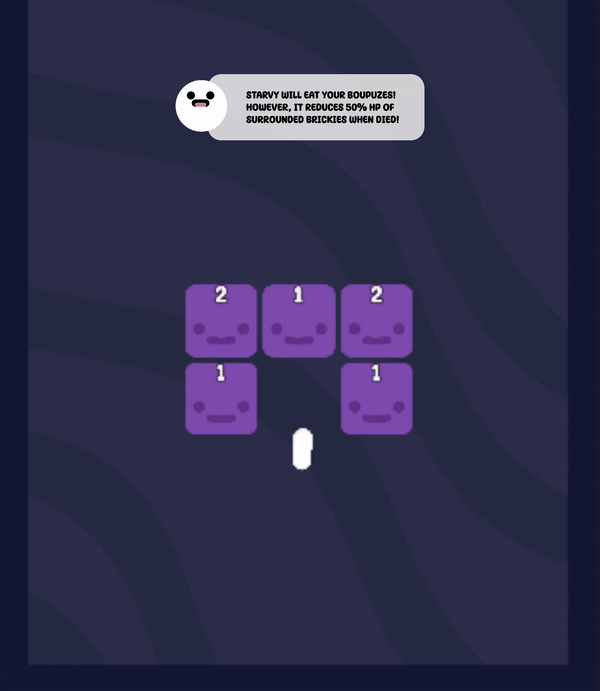 STARVY WILL EAT YOUR BOUPUZES!
HOWEVER, IT REDUCES 50% HP OF
SURROUNDED BRICKIES WHEN DIED!
2 1 2
1 1